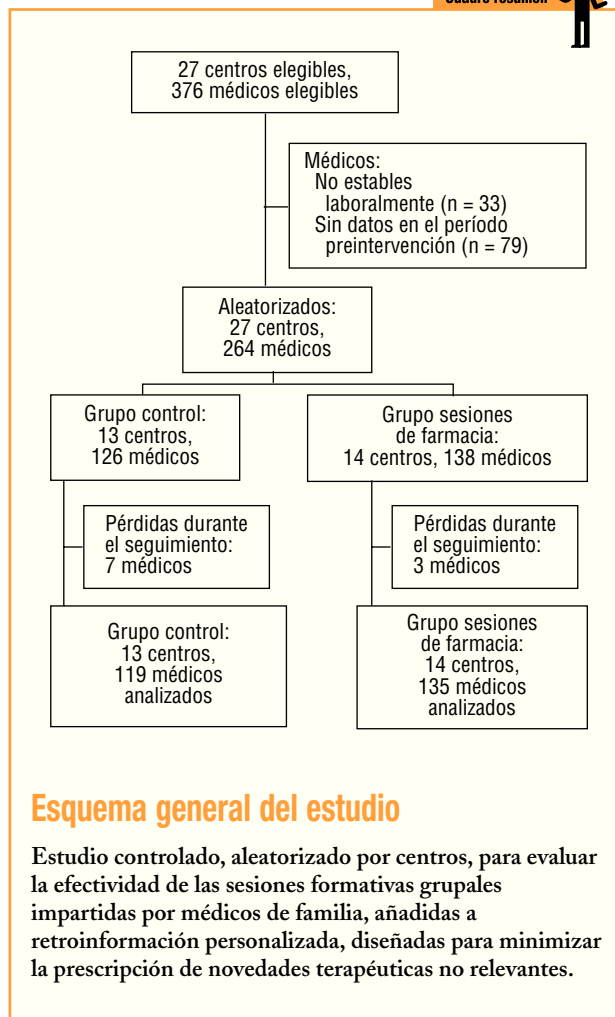 Cuadro resumen
27 centros elegibles,
376 médicos elegibles
Médicos:
No estables
laboralmente (n = 33)
Sin datos en el período
preintervención (n = 79)
Aleatorizados:
27 centros,
264 médicos
Grupo control:
13 centros,
126 médicos
Grupo sesiones
de farmacia:
14 centros, 138 médicos
Pérdidas durante
el seguimiento:
7 médicos
Pérdidas durante
el seguimiento:
3 médicos
Grupo control:
13 centros,
119 médicos
analizados
Grupo sesiones
de farmacia:
14 centros,
135 médicos
analizados
Esquema general del estudio
Estudio controlado, aleatorizado por centros, para evaluar
la efectividad de las sesiones formativas grupales
impartidas por médicos de familia, añadidas a
retroinformación personalizada, diseñadas para minimizar
la prescripción de novedades terapéuticas no relevantes.